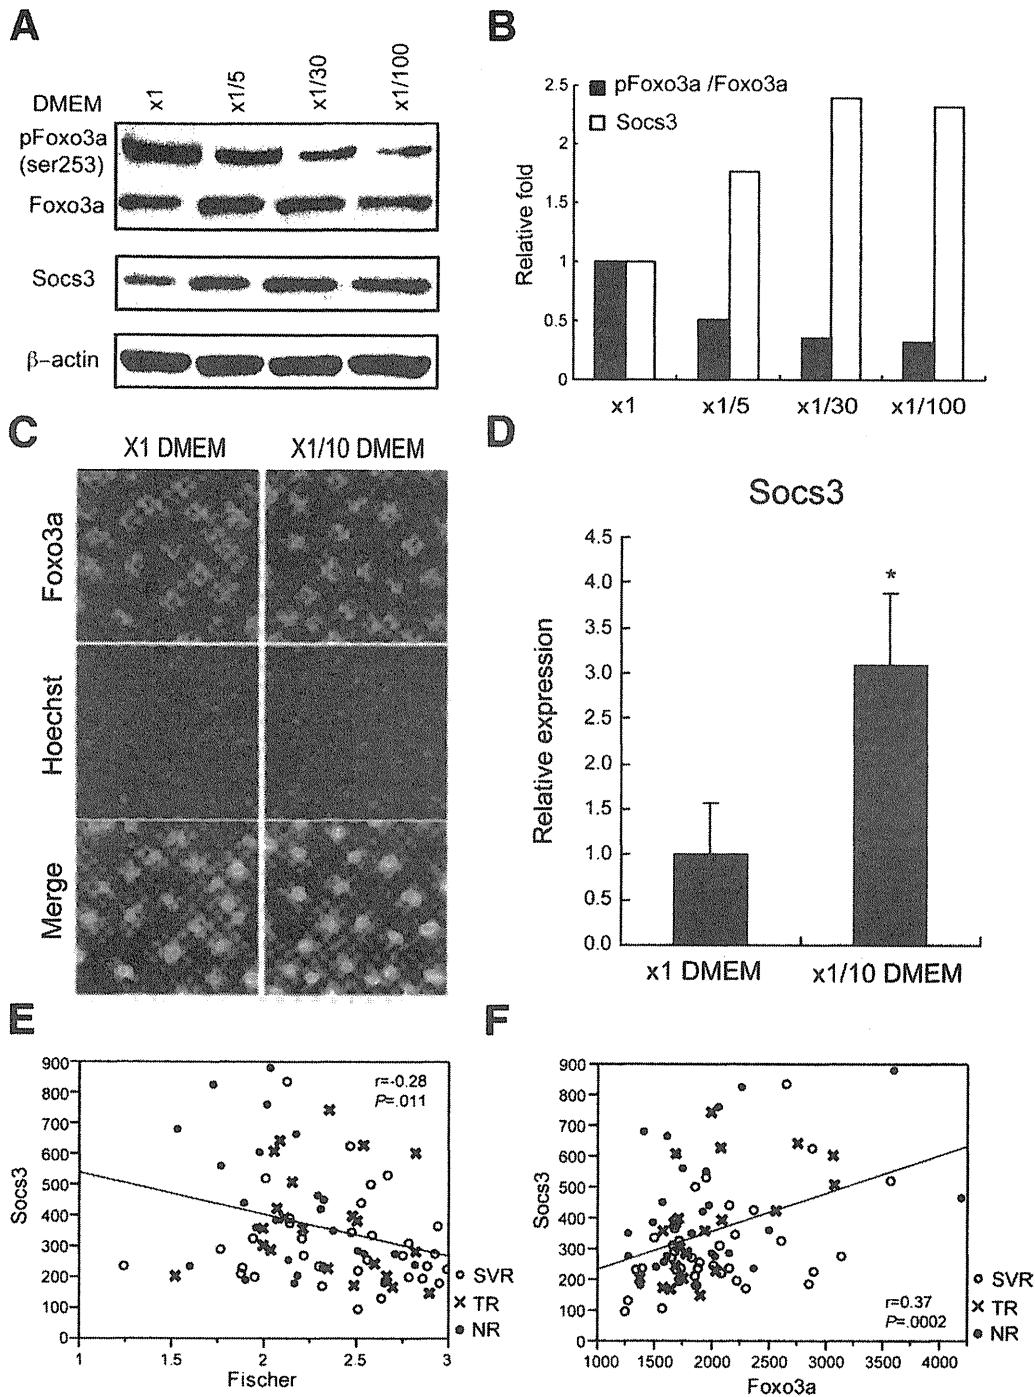 A
DMEM x1 x1/5 x1/30 x1/100
pFoxo3a
(ser253)
Foxo3a
Socs3
β-actin
B
pFoxo3a /Foxo3a
Socs3
Relative fold
2.5
2
1.5
1
0.5
0
x1 x1/5 x1/30 x1/100
C
X1 DMEM X1/10 DMEM
Foxo3a
Hoechst
Merge
D
Socs3
Relative expression
4.5
4.0
3.5
3.0
2.5
2.0
1.5
1.0
0.5
0.0
*
x1 DMEM x1/10 DMEM
E
Socs3
900
800
700
600
500
400
300
200
100
0
r=-0.28
P=.011
1 1.5 2 2.5 3
Fischer
SVR
TR
NR
F
Socs3
900
800
700
600
500
400
300
200
100
0
r=0.37
P=.0002
1000 1500 2000 2500 3000 3500 4000
Foxo3a
SVR
TR
NR